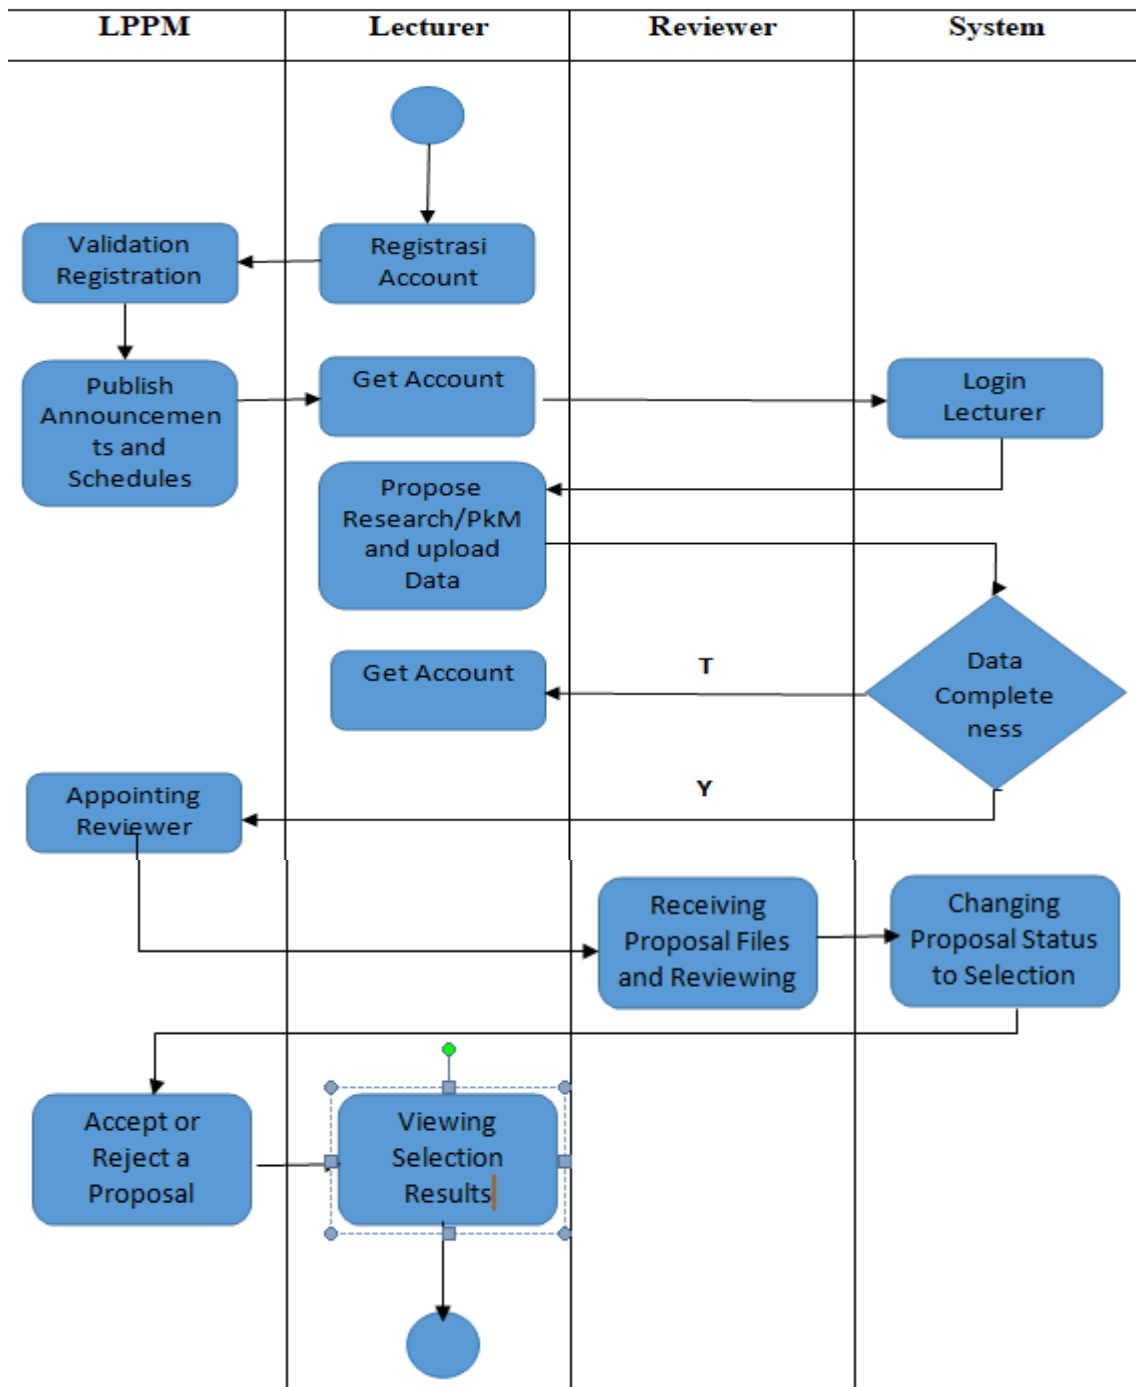 LPPM Lecturer Reviewer System
Validation
Registration
Registrasi
Account
Publish
Announcemen
ts and
Schedules
Get Account
Login
Lecturer
Propose
Research/PkM
and upload
Data
Get Account
T
Data
Complete
ness
Y
Appointing
Reviewer
Receiving
Proposal Files
and Reviewing
Changing
Proposal Status
to Selection
Accept or
Reject a
Proposal
Viewing
Selection
Results